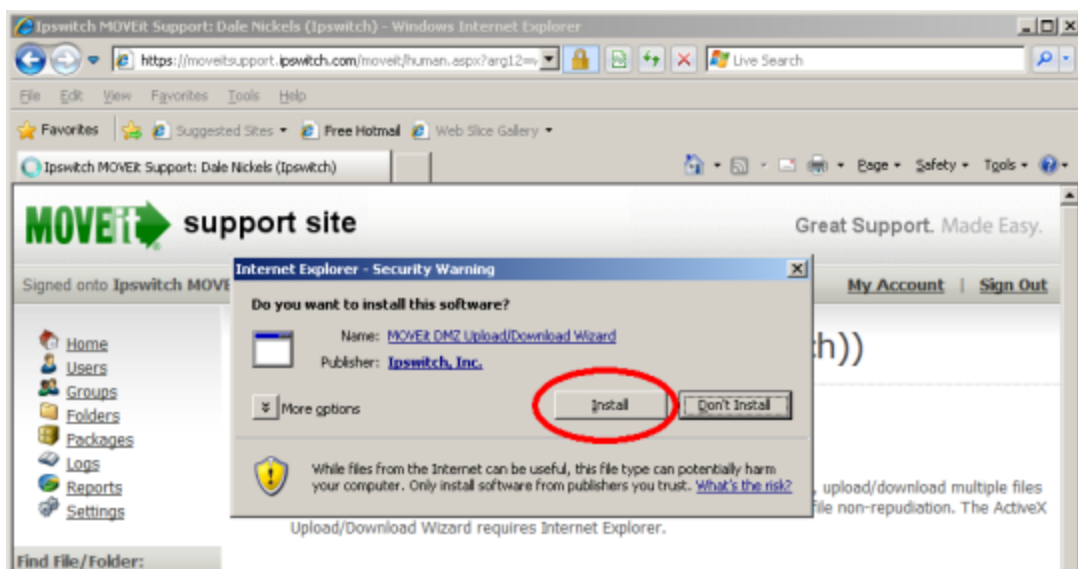 Ipswitch MOVEit Support: Dale Nickels (Ipswitch) - Windows Internet Explorer
https://moveitsupport.ipswitch.com/moveit/human.aspx?arg12=
Live Search
File Edit View Favorites Tools Help
Favorites Suggested Sites Free Hotmail Web Slice Gallery
Ipswitch MOVEit Support: Dale Nickels (Ipswitch)
Page Safety Tools
MOVEit support site
Great Support. Made Easy.
Signed onto Ipswitch MOVE
My Account | Sign Out
Internet Explorer - Security Warning
Do you want to install this software?
Name: MOVEit DMZ Upload/Download Wizard
Publisher: Ipswitch, Inc.
More options
Install
Don't Install
While files from the Internet can be useful, this file type can potentially harm
your computer. Only install software from publishers you trust. What's the risk?
Home
Users
Groups
Folders
Packages
Logs
Reports
Settings
Find File/Folder:
ch))
, upload/download multiple files
file non-repudiation. The ActiveX
Upload/Download Wizard requires Internet Explorer.